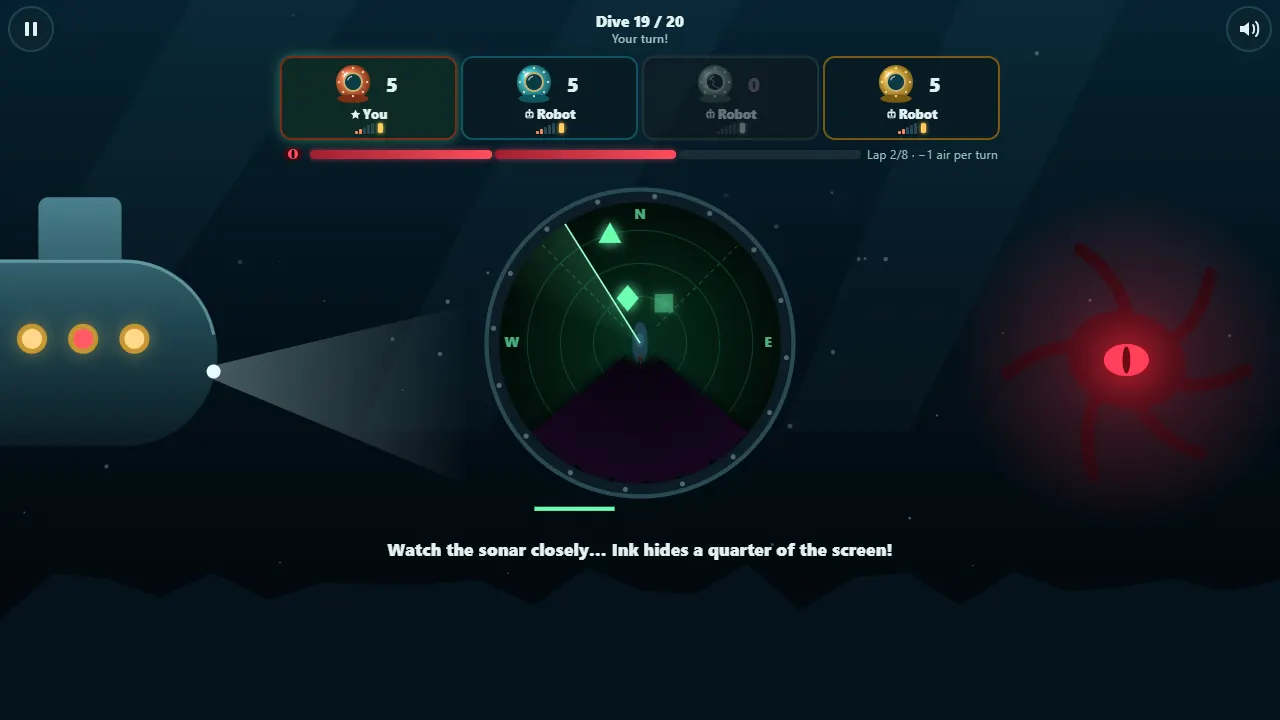 Dive 19 / 20
Your turn!
5
You
5
Robot
0
Robot
5
Robot
Lap 2/8 · −1 air per turn
N
W
E
Watch the sonar closely... Ink hides a quarter of the screen!